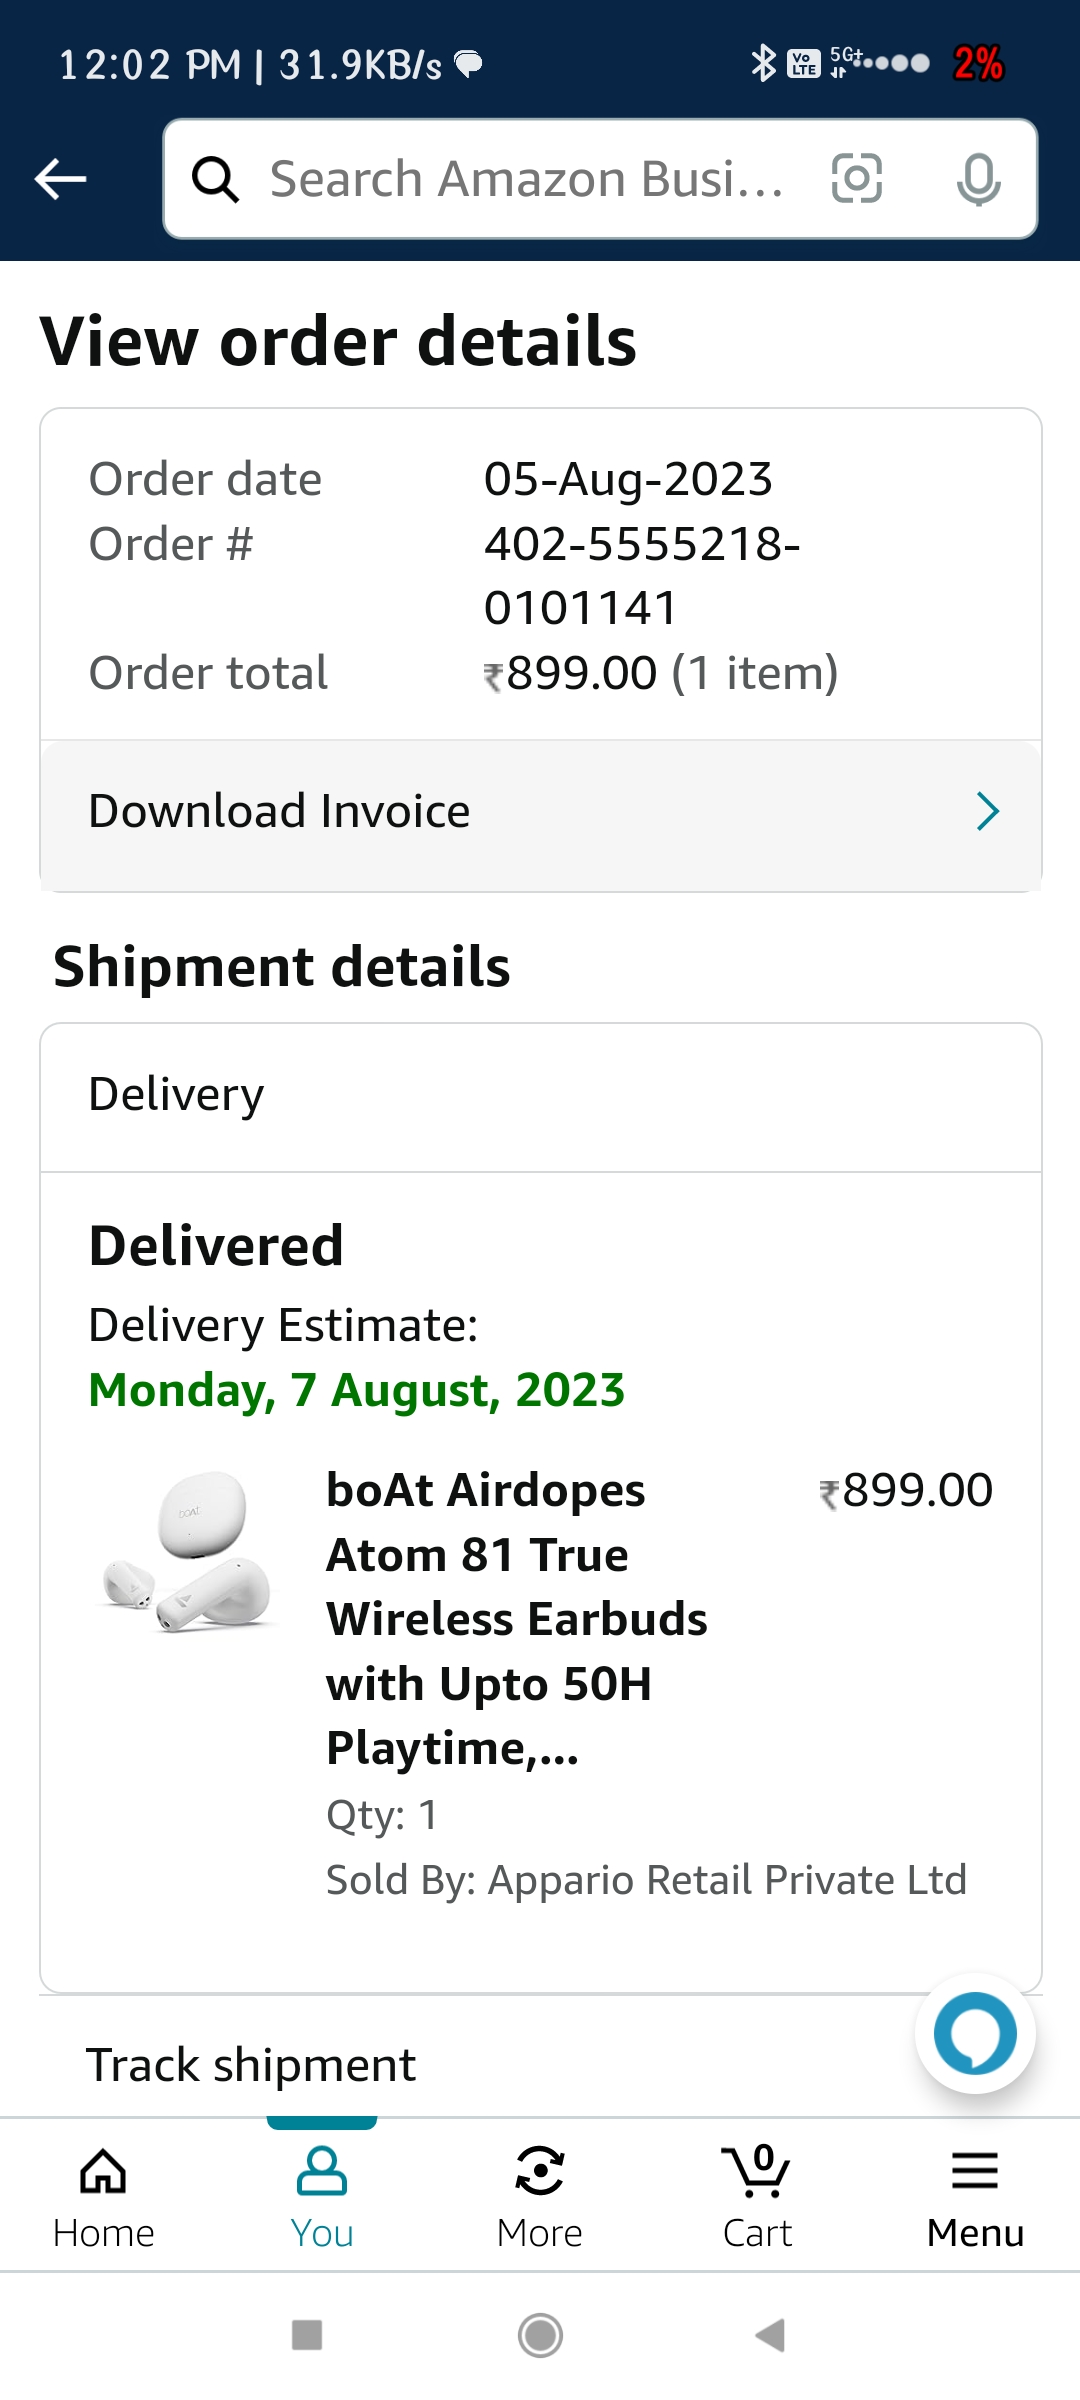 12:02 PM | 31.9KB/s
Vo LTE 5G+ 2%
Search Amazon Busi...
View order details
Order date 05-Aug-2023
Order # 402-5555218-
0101141
Order total ₹899.00 (1 item)
Download Invoice
Shipment details
Delivery
Delivered
Delivery Estimate:
Monday, 7 August, 2023
boAt Airdopes ₹899.00
Atom 81 True
Wireless Earbuds
with Upto 50H
Playtime,...
Qty: 1
Sold By: Appario Retail Private Ltd
Track shipment
0
Home You More Cart Menu